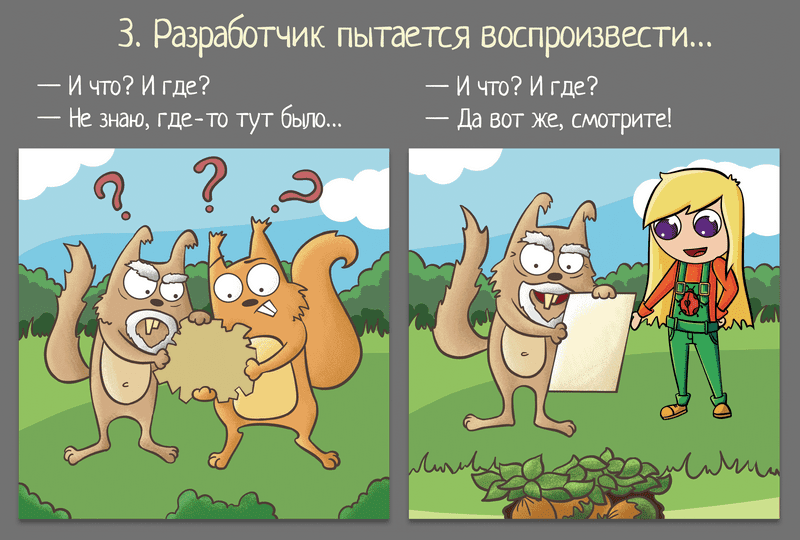 3. Разработчик пытается воспроизвести...
— И что? И где?
— Не знаю, где-то тут было...
— И что? И где?
— Да вот же, смотрите!
? ? ?